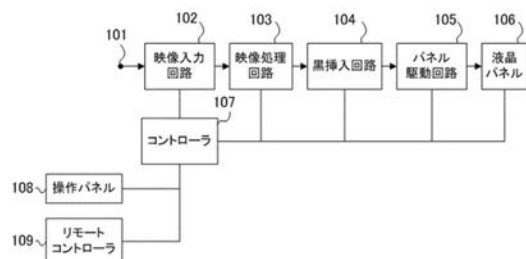 102
103
104
105
106
101
映像入力
回路
映像処理
回路
黒挿入回路
パネル
駆動回路
液晶
パネル
107
コントローラ
108
操作パネル
109
リモート
コントローラ